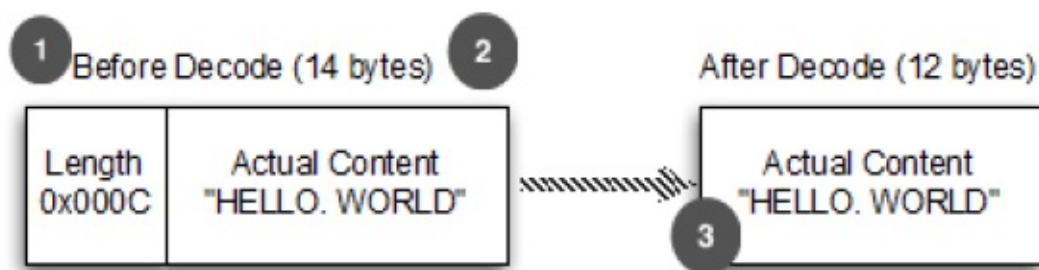 1 Before Decode (14 bytes) 2
After Decode (12 bytes)
Length
0x000C
Actual Content
"HELLO. WORLD"
Actual Content
"HELLO. WORLD"
3